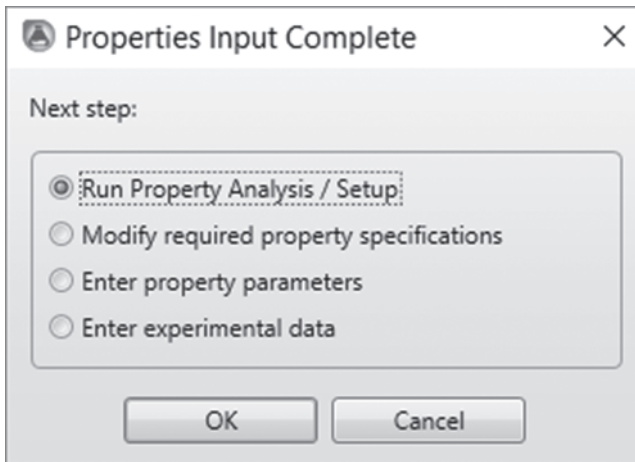 Properties Input Complete
Next step:
Run Property Analysis / Setup
Modify required property specifications
Enter property parameters
Enter experimental data
OK
Cancel